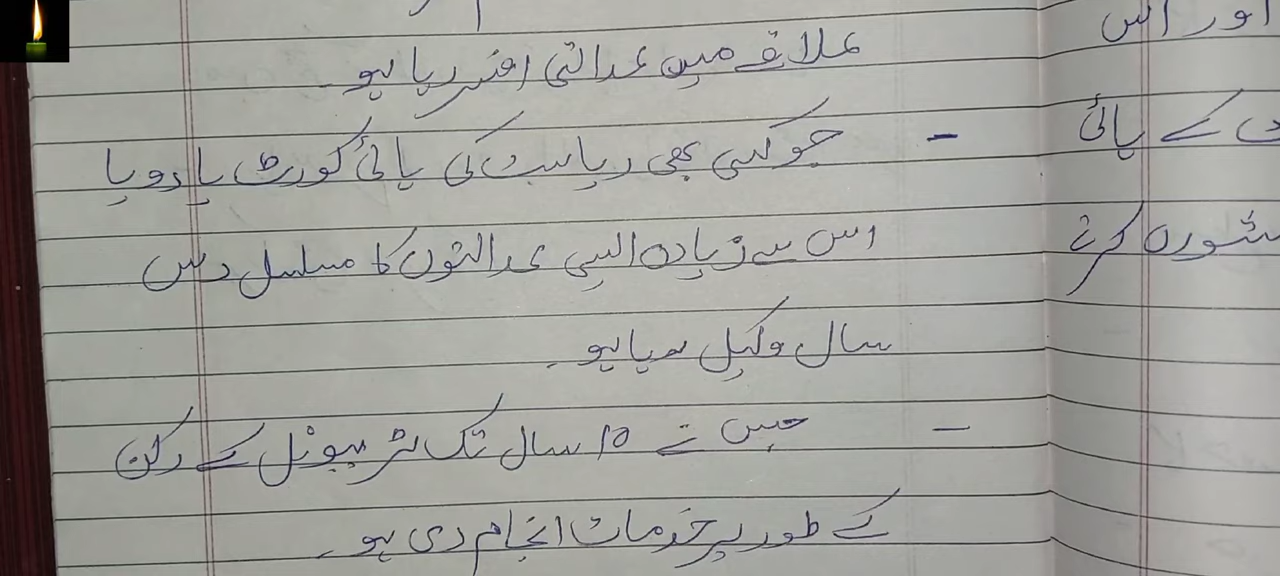 اور اس
کے ہائی
مشورہ کرتے
علاقے میں عدالتی افسر رہا ہو۔
- جو کسی بھی ریاست کی ہائی کورٹ یا دو یا
اس سے زیادہ ایسی عدالتوں کا مسلسل دس
سال وکیل رہا ہو۔
- جس نے 10 سال تک ٹریبونل کے رکن
کے طور پر خدمات انجام دی ہو۔